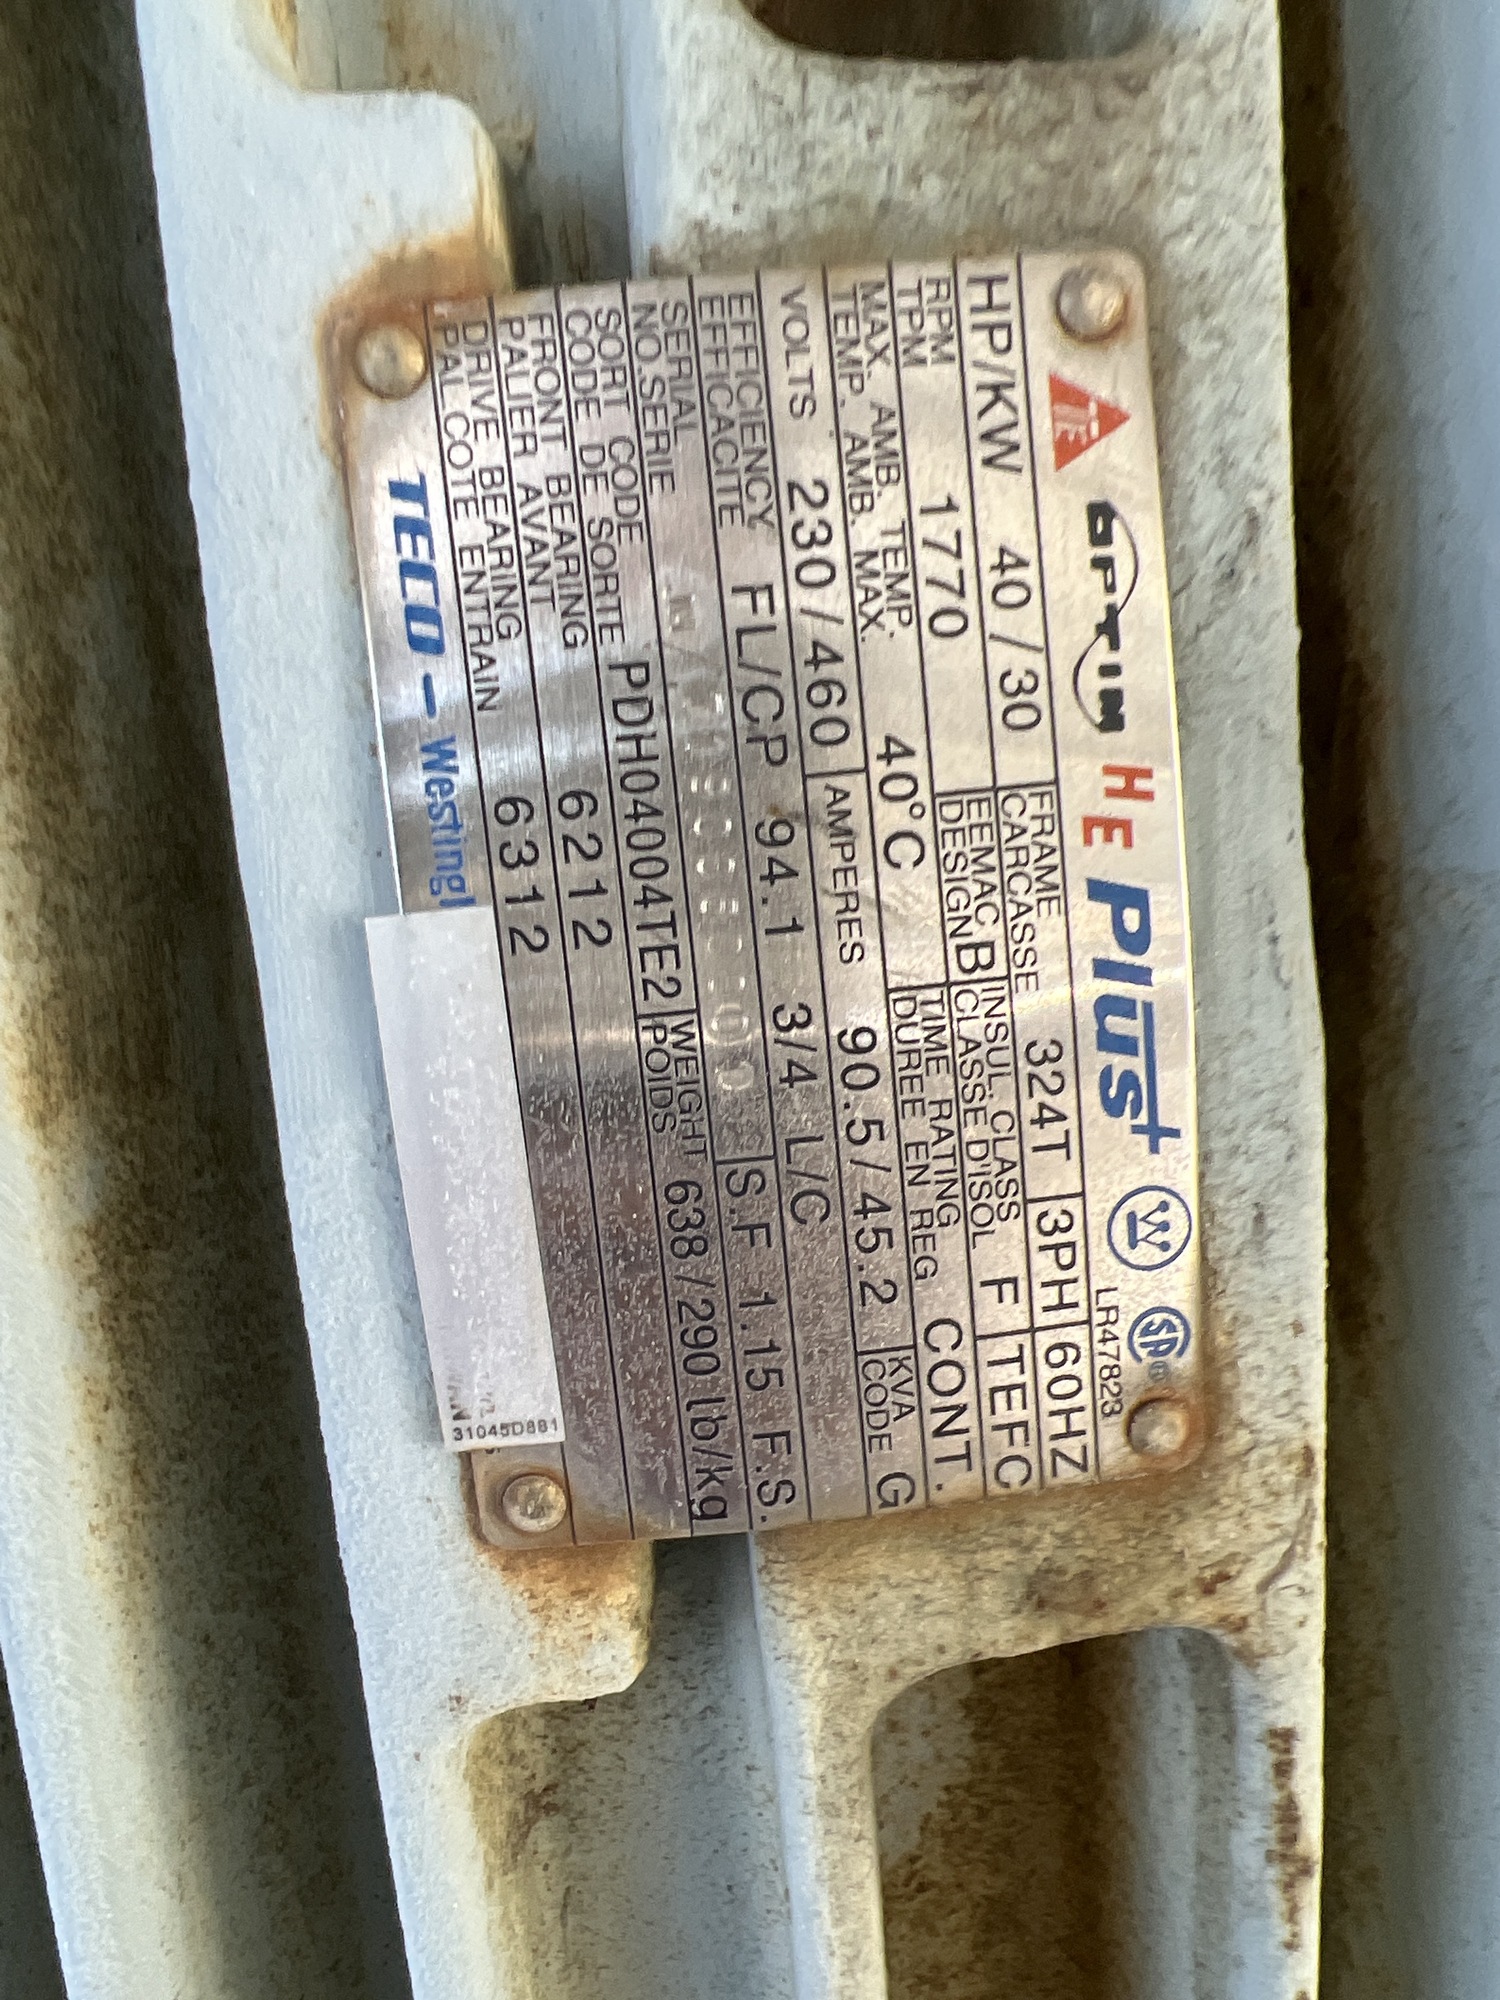 TE OPTIM HE Plus+ W SA® LR47823
HP/KW 40/30 FRAME CARCASSE 324T 3PH 60HZ
RPM TPM 1770 EEMAC DESIGN B INSUL. CLASS CLASSE D'ISOL F TEFC
MAX. AMB. TEMP. TEMP. AMB. MAX. 40°C TIME RATING DUREE EN REG CONT.
VOLTS 230/460 AMPERES 90.5/45.2 KVA CODE G
EFFICIENCY EFFICACITE FL/CP 94.1 3/4 L/C
SERIAL NO.SERIE S.F 1.15 F.S.
SORT CODE CODE DE SORTE PDH04004TE2 WEIGHT POIDS 638/290 lb/kg
FRONT BEARING PALIER AVANT 6212
DRIVE BEARING PAL.COTE ENTRAIN 6312
TECO - Westing
31045D881